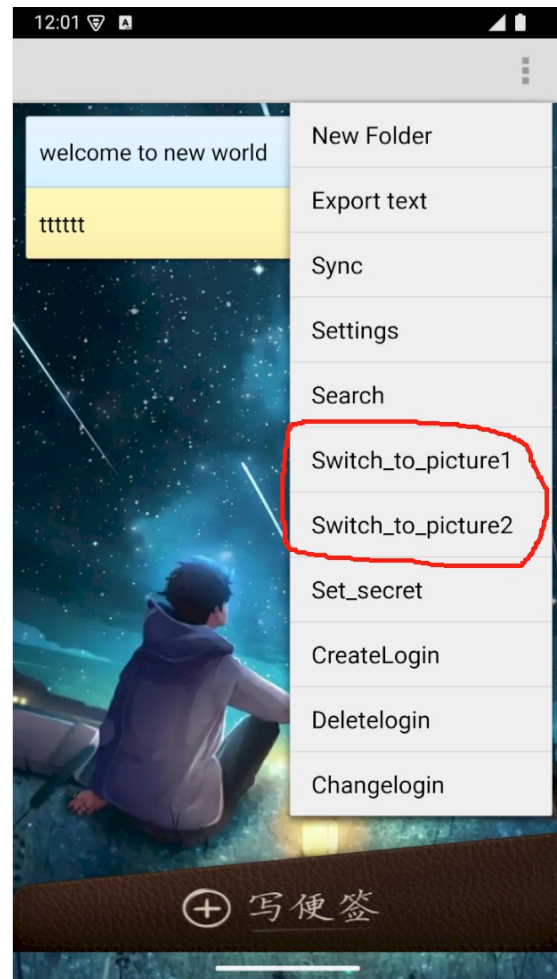 12:01
welcome to new world
tttttt
New Folder
Export text
Sync
Settings
Search
Switch_to_picture1
Switch_to_picture2
Set_secret
CreateLogin
Deletelogin
Changelogin
写便签